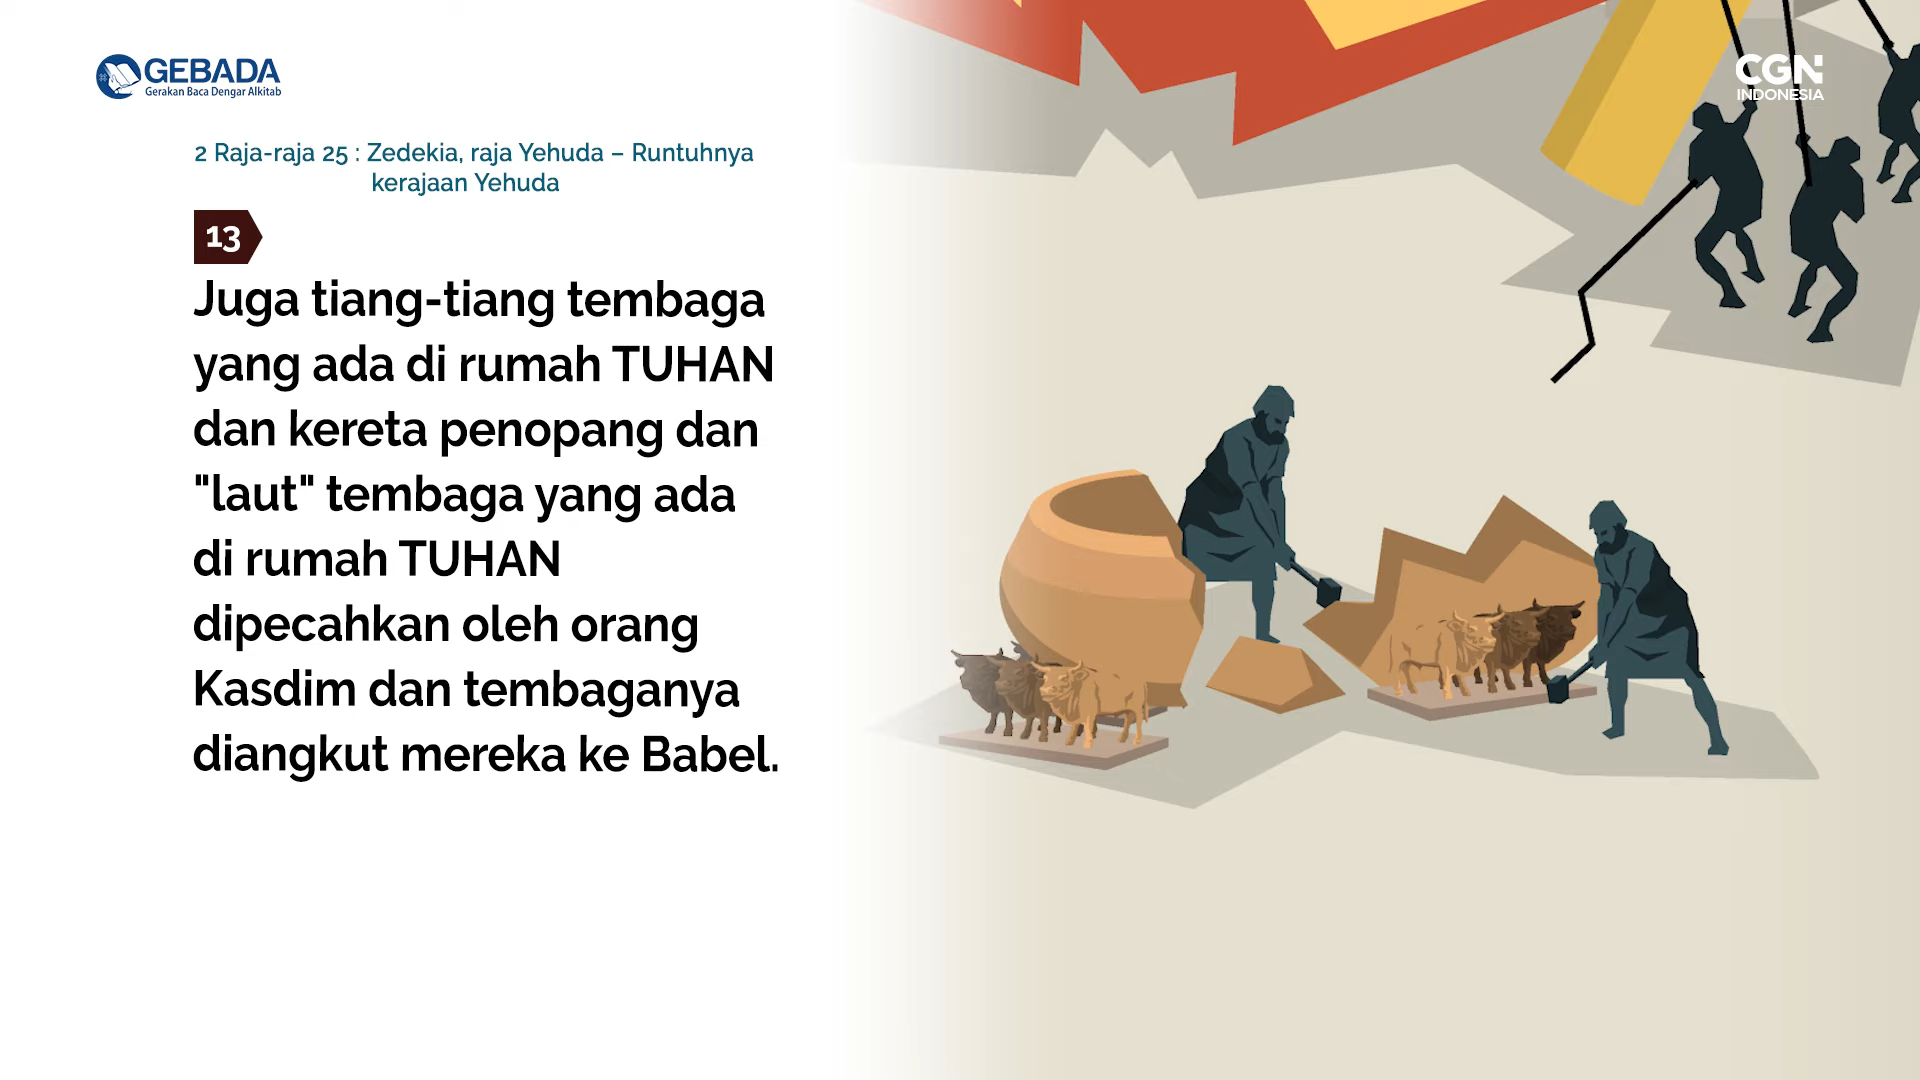 GEBADA
Gerakan Baca Dengar Alkitab
CGN
INDONESIA
2 Raja-raja 25 : Zedekia, raja Yehuda – Runtuhnya
kerajaan Yehuda
13
Juga tiang-tiang tembaga
yang ada di rumah TUHAN
dan kereta penopang dan
"laut" tembaga yang ada
di rumah TUHAN
dipecahkan oleh orang
Kasdim dan tembaganya
diangkut mereka ke Babel.